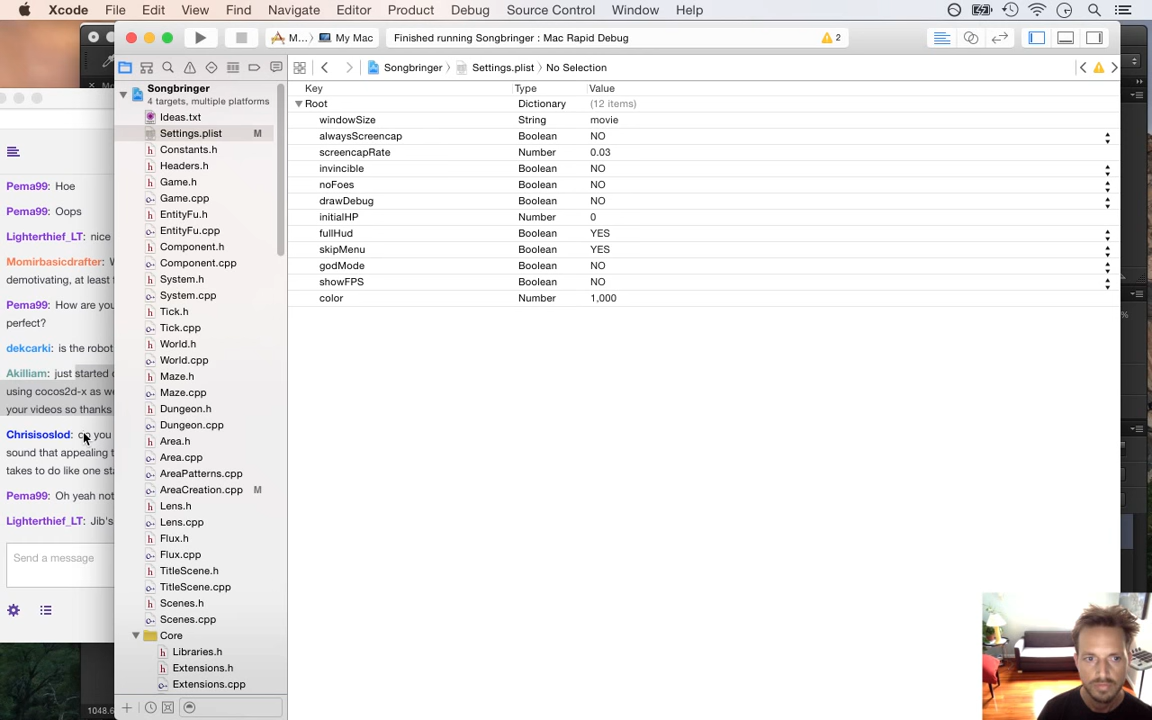 Xcode File Edit View Find Navigate Editor Product Debug Source Control Window Help
M... My Mac Finished running Songbringer : Mac Rapid Debug 2
Songbringer Settings.plist No Selection
Songbringer
4 targets, multiple platforms
Ideas.txt
Settings.plist M
Constants.h
Headers.h
Game.h
Game.cpp
EntityFu.h
EntityFu.cpp
Component.h
Component.cpp
System.h
System.cpp
Tick.h
Tick.cpp
World.h
World.cpp
Maze.h
Maze.cpp
Dungeon.h
Dungeon.cpp
Area.h
Area.cpp
AreaPatterns.cpp
AreaCreation.cpp M
Lens.h
Lens.cpp
Flux.h
Flux.cpp
TitleScene.h
TitleScene.cpp
Scenes.h
Scenes.cpp
Core
Libraries.h
Extensions.h
Extensions.cpp
Key Type Value
Root Dictionary (12 items)
windowSize String movie
alwaysScreencap Boolean NO
screencapRate Number 0.03
invincible Boolean NO
noFoes Boolean NO
drawDebug Boolean NO
initialHP Number 0
fullHud Boolean YES
skipMenu Boolean YES
godMode Boolean NO
showFPS Boolean NO
color Number 1,000
Pema99: Hoe
Pema99: Oops
Lighterthief_LT: nice
Momirbasicdrafter:
demotivating, at least
Pema99: How are you
perfect?
dekcarki: is the robot
Akilliam: just started
using cocos2d-x as we
your videos so thanks
Chrisisoslod: you
sound that appealing
takes to do like one sta
Pema99: Oh yeah not
Lighterthief_LT: Jib's
Send a message
1048.6